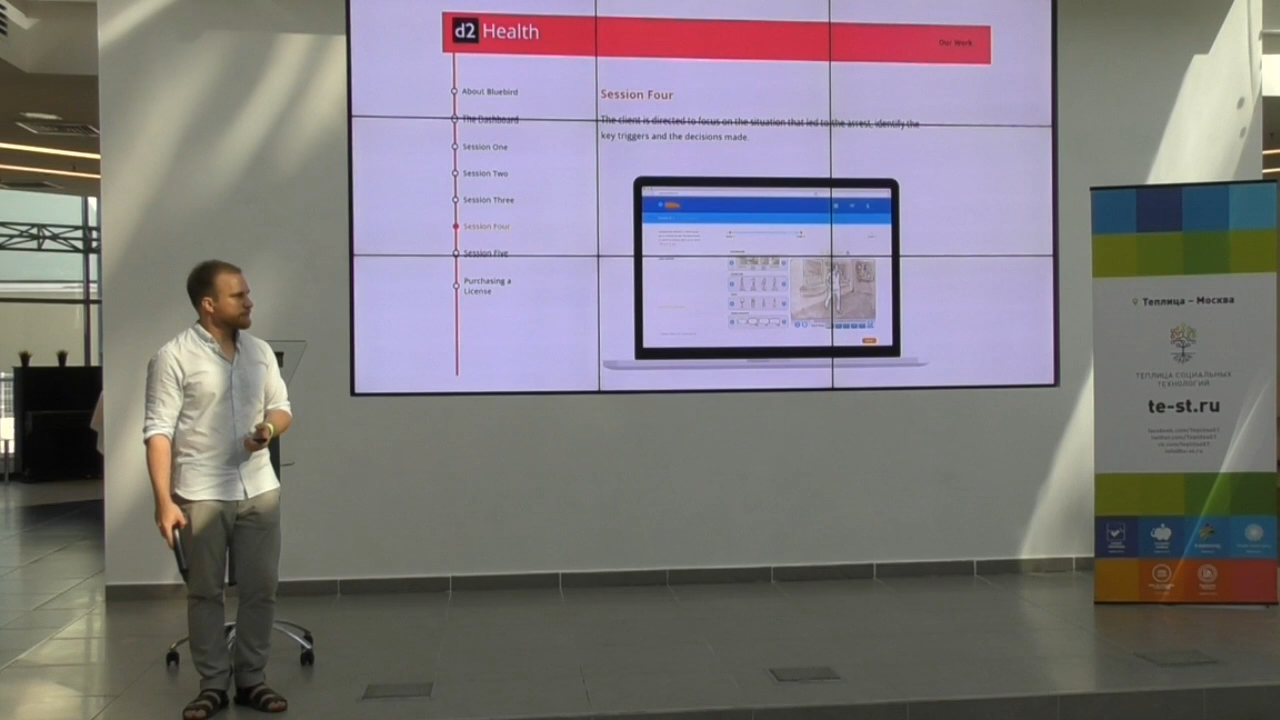 d2 Health
Our Work
About Bluebird
The Dashboard
Session One
Session Two
Session Three
Session Four
Session Five
Purchasing a
License
Session Four
The client is directed to focus on the situation that led to the arrest, identify the
key triggers and the decisions made.
Теплица – Москва
ТЕПЛИЦА СОЦИАЛЬНЫХ
ТЕХНОЛОГИЙ
te-st.ru